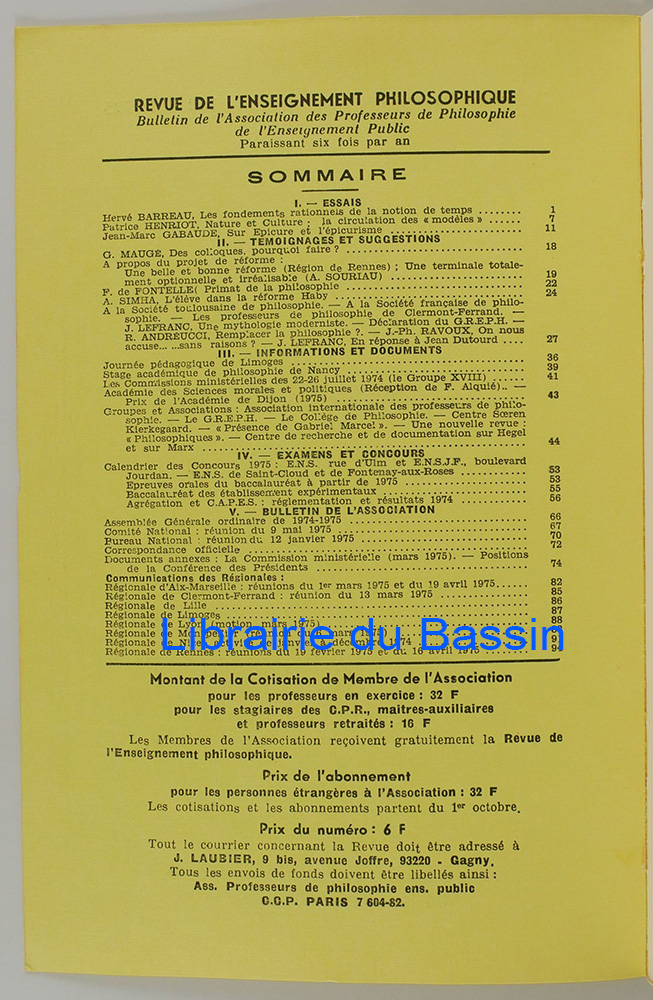 REVUE DE L'ENSEIGNEMENT PHILOSOPHIQUE
Bulletin de l'Association des Professeurs de Philosophie
de l'Enseignement Public
Paraissant six fois par an
SOMMAIRE
I. — ESSAIS
Hervé BARREAU, Les fondements rationnels de la notion de temps ........ 1
Patrice HENRIOT, Nature et Culture : la circulation des « modèles » ...... 7
Jean-Marc GABAUDE, Sur Epicure et l'épicurisme .................... 11
II. — TEMOIGNAGES ET SUGGESTIONS
G. MAUGÉ, Des colloques, pourquoi faire ? .......................... 18
A propos du projet de réforme :
Une belle et bonne réforme (Région de Rennes) ; Une terminale totale-
ment optionnelle et irréalisable (A. SOURIAU) .................... 19
F. de FONTELLE( Primat de la philosophie .......................... 22
A. SIMHA, L'élève dans la réforme Haby .......................... 24
A la Société toulousaine de philosophie. — A la Société française de philo-
sophie. — Les professeurs de philosophie de Clermont-Ferrand. —
J. LEFRANC, Une mythologie moderniste. — Déclaration du G.R.E.P.H. —
R. ANDREUCCI, Remplacer la philosophie ?. — J.-Ph. RAVOUX, On nous
accuse... ...sans raisons ? — J. LEFRANC, En réponse à Jean Dutourd .... 27
III. — INFORMATIONS ET DOCUMENTS
Journée pédagogique de Limoges .................................. 36
Stage académique de philosophie de Nancy .......................... 39
Les Commissions ministérielles des 22-26 juillet 1974 (le Groupe XVIII) ..... 41
Académie des Sciences morales et politiques (Réception de F. Alquié).. —
Prix de l'Académie de Dijon (1975) .............................. 43
Groupes et Associations : Association internationale des professeurs de philo-
sophie. — Le G.R.E.P.H. — Le Collège de Philosophie. — Centre Sœren
Kierkegaard. — « Présence de Gabriel Marcel ». — Une nouvelle revue :
« Philosophiques ». — Centre de recherche et de documentation sur Hegel
et sur Marx .................................................... 44
IV. — EXAMENS ET CONCOURS
Calendrier des Concours 1975 : E.N.S. rue d'Ulm et E.N.S.J.F., boulevard
Jourdan. — E.N.S. de Saint-Cloud et de Fontenay-aux-Roses .......... 53
Epreuves orales du baccalauréat à partir de 1975 .................... 53
Baccalauréat des établissement expérimentaux ...................... 55
Agrégation et C.A.P.E.S. : réglementation et résultats 1974 ............ 56
V. — BULLETIN DE L'ASSOCIATION
Assemblée Générale ordinaire de 1974-1975 .......................... 66
Comité National : réunion du 9 mai 1975 .......................... 67
Bureau National : réunion du 12 janvier 1975 ...................... 70
Correspondance officielle .......................................... 72
Documents annexes : La Commission ministérielle (mars 1975). — Positions
de la Conférence des Présidents ................................ 74
Communications des Régionales :
Régionale d'Aix-Marseille : réunions du 1er mars 1975 et du 19 avril 1975...... 82
Régionale de Clermont-Ferrand : réunion du 13 mars 1975 ............ 85
Régionale de Lille ................................................ 86
Régionale de Limoges .............................................. 87
Régionale de Lyon (motion, mars 1975) ............................ 88
Régionale de
Régionale de
Régionale de Rennes : réunions du 19 février 1975 et du 16 avril 1975 ........
Librairie du Bassin
Montant de la Cotisation de Membre de l'Association
pour les professeurs en exercice : 32 F
pour les stagiaires des C.P.R., maitres-auxiliaires
et professeurs retraités : 16 F
Les Membres de l'Association reçoivent gratuitement la Revue de
l'Enseignement philosophique.
Prix de l'abonnement
pour les personnes étrangères à l'Association : 32 F
Les cotisations et les abonnements partent du 1er octobre.
Prix du numéro : 6 F
Tout le courrier concernant la Revue doit être adressé à
J. LAUBIER, 9 bis, avenue Joffre, 93220 - Gagny.
Tous les envois de fonds doivent être libellés ainsi :
Ass. Professeurs de philosophie ens. public
C.C.P. PARIS 7 604-82.